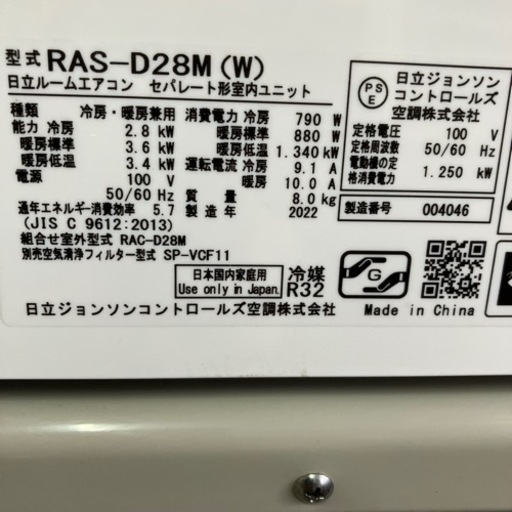 型式 RAS-D28M(W)
日立ルームエアコン セパレート形室内ユニット
種類 冷房・暖房兼用
能力 冷房 2.8 kW
暖房標準 3.6 kW
暖房低温 3.4 kW
電源 100 V
50/60 Hz
通年エネルギー消費効率 5.7
(JIS C 9612:2013)
組合せ室外型式 RAC-D28M
別売空気清浄フィルター型式 SP-VCF11
消費電力 冷房 790 W
暖房標準 880 W
暖房低温 1.340 kW
運転電流 冷房 9.1 A
暖房 10.0 A
質量 8.0 kg
製造年 2022
日本国内家庭用
Use only in Japan.
冷媒
R32
日立ジョンソンコントロールズ空調株式会社
PS
E
日立ジョンソン
コントロールズ
空調株式会社
定格電圧 100 V
定格周波数 50/60 Hz
電動機の定
格消費電力 1.250 kW
製造番号 004046
G
Made in China